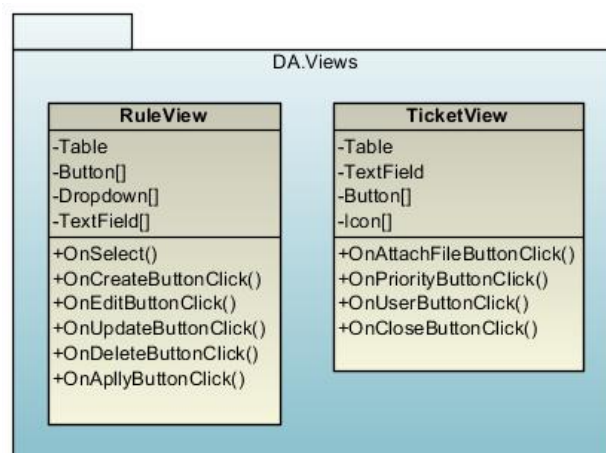 DA.Views
RuleView
-Table
-Button[]
-Dropdown[]
-TextField[]
+OnSelect()
+OnCreateButtonClick()
+OnEditButtonClick()
+OnUpdateButtonClick()
+OnDeleteButtonClick()
+OnApllyButtonClick()
TicketView
-Table
-TextField
-Button[]
-Icon[]
+OnAttachFileButtonClick()
+OnPriorityButtonClick()
+OnUserButtonClick()
+OnCloseButtonClick()